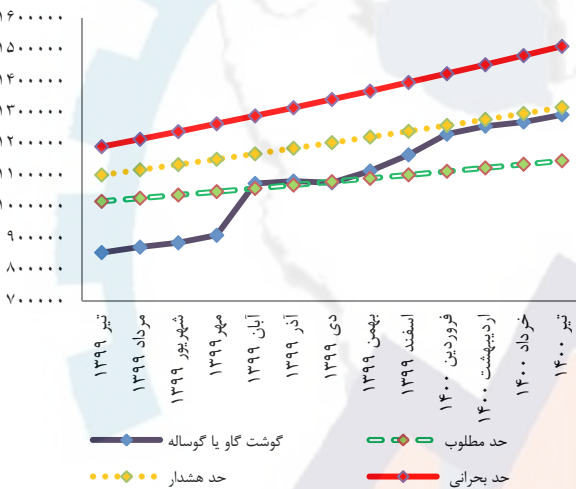 ۱۶۰۰۰۰۰
۱۵۰۰۰۰۰
۱۴۰۰۰۰۰
۱۳۰۰۰۰۰
۱۲۰۰۰۰۰
۱۱۰۰۰۰۰
۱۰۰۰۰۰۰
۹۰۰۰۰۰
۸۰۰۰۰۰
۷۰۰۰۰۰
تیر ۱۳۹۹
مرداد ۱۳۹۹
شهریور ۱۳۹۹
مهر ۱۳۹۹
آبان ۱۳۹۹
آذر ۱۳۹۹
دی ۱۳۹۹
بهمن ۱۳۹۹
اسفند ۱۳۹۹
فروردین ۱۴۰۰
اردیبهشت ۱۴۰۰
خرداد ۱۴۰۰
تیر ۱۴۰۰
حد مطلوب
گوشت گاو یا گوساله
حد بحرانی
حد هشدار